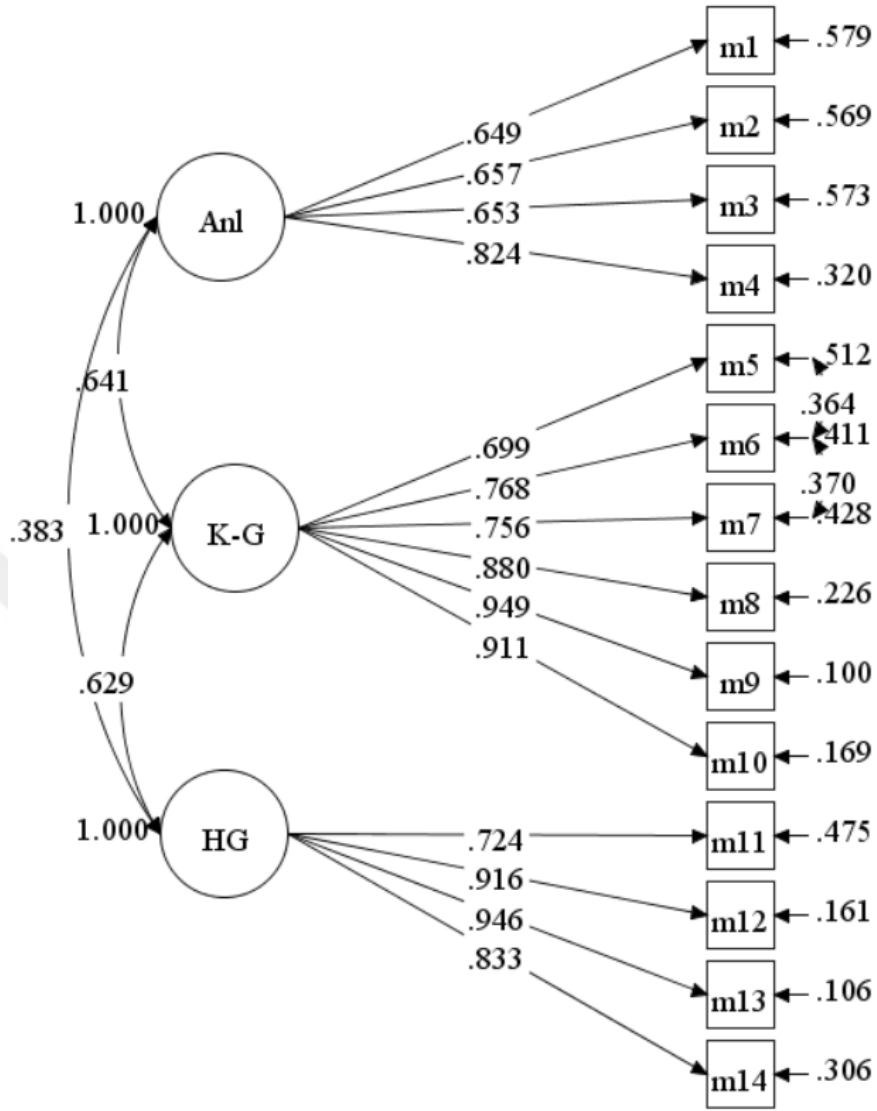 m1 .579
.649
m2 .569
.657
1.000 Anl
.653
m3 .573
.824
m4 .320
.641
m5 .512
.364
.699
m6 .411
.768
.370
.383
1.000 K-G
.756
m7 .428
.880
m8 .226
.949
.911
m9 .100
.629
m10 .169
1.000 HG
.724
m11 .475
.916
m12 .161
.946
.833
m13 .106
m14 .306